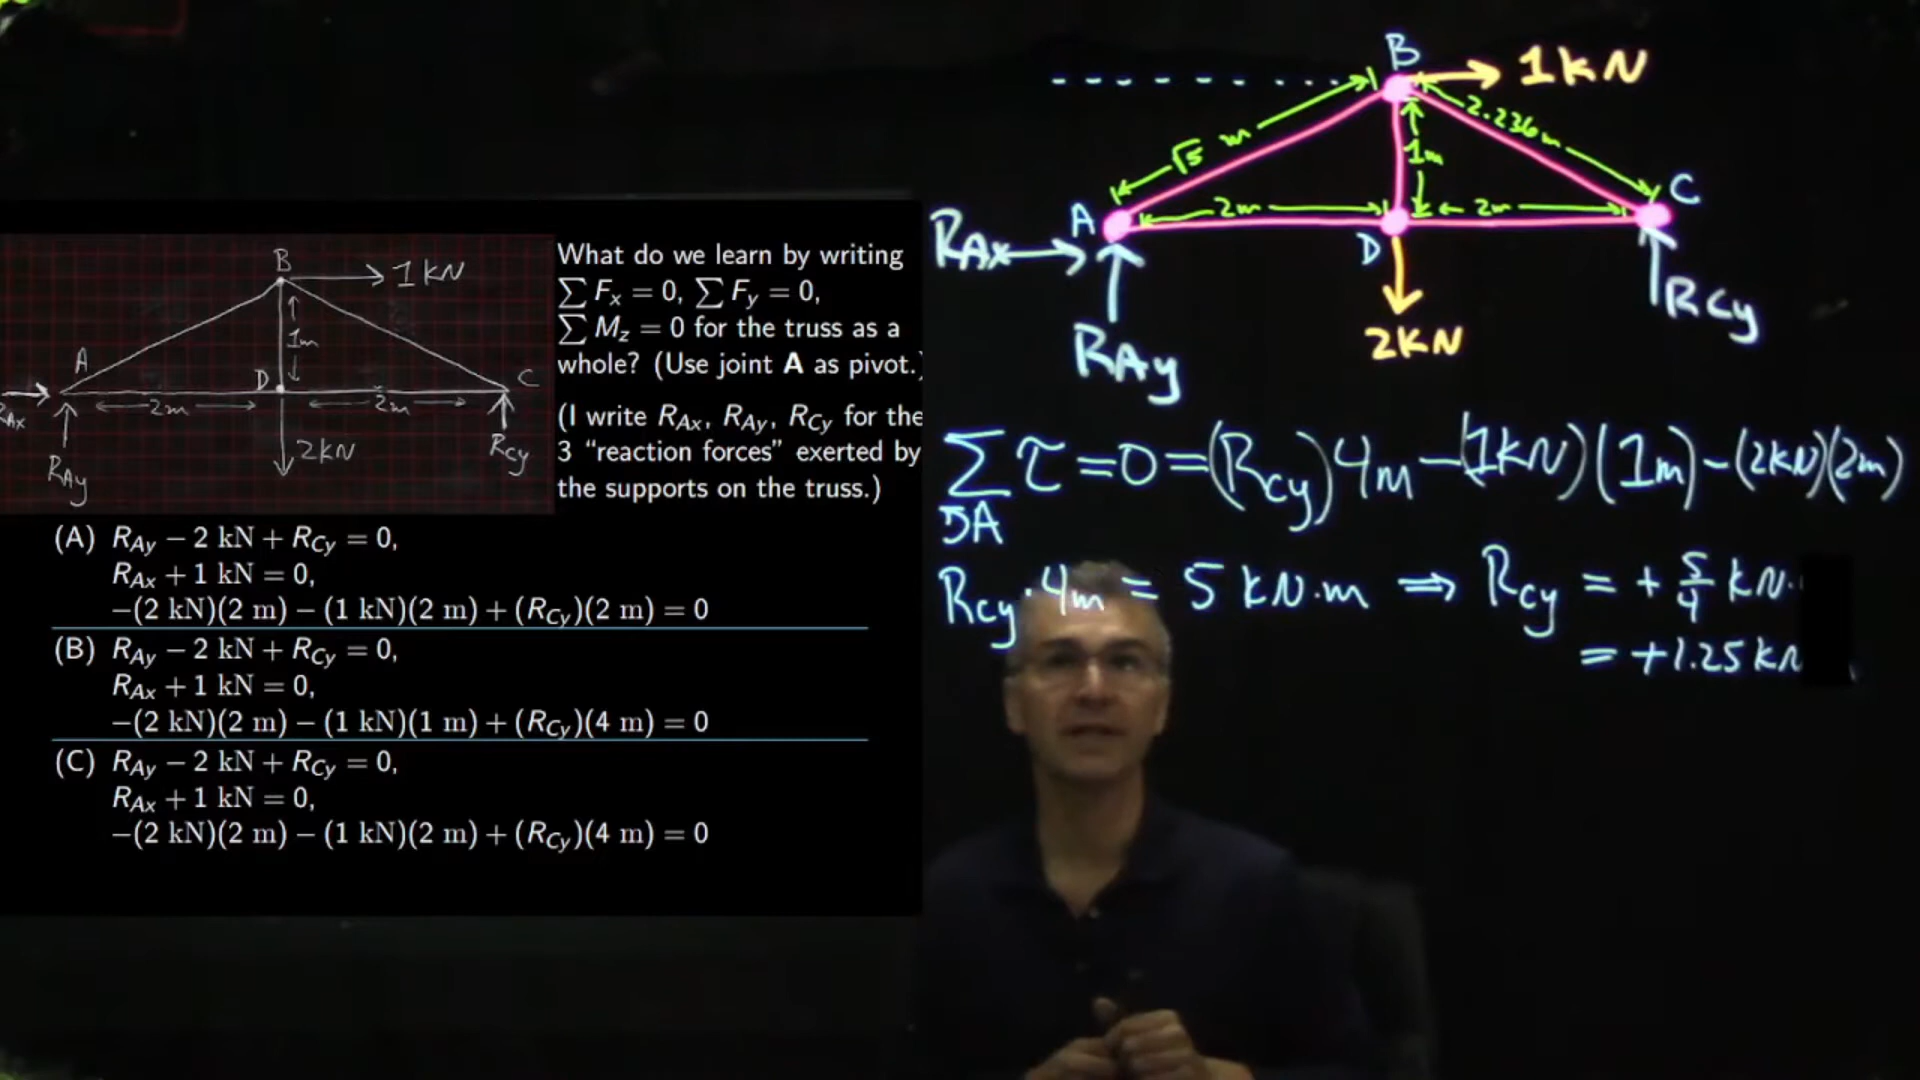 B
1 kN
1m
A
D
C
2m
2m
RAx
2kN
RAy
RCy
What do we learn by writing
∑ Fx = 0, ∑ Fy = 0,
∑ Mz = 0 for the truss as a
whole? (Use joint A as pivot.)
(I write RAx, RAy, RCy for the
3 “reaction forces” exerted by
the supports on the truss.)
(A) RAy − 2 kN + RCy = 0,
RAx + 1 kN = 0,
−(2 kN)(2 m) − (1 kN)(2 m) + (RCy)(2 m) = 0
(B) RAy − 2 kN + RCy = 0,
RAx + 1 kN = 0,
−(2 kN)(2 m) − (1 kN)(1 m) + (RCy)(4 m) = 0
(C) RAy − 2 kN + RCy = 0,
RAx + 1 kN = 0,
−(2 kN)(2 m) − (1 kN)(2 m) + (RCy)(4 m) = 0
B
1kN
√5 m
2.236m
1m
A
2m
2m
C
RAx
D
RAy
2KN
RCy
∑ τ = 0 = (RCy) 4m − (1kN)(1m) − (2kN)(2m)
RCy · 4m = 5 kN·m ⇒ RCy = + 5/4 kN
= +1.25 kN